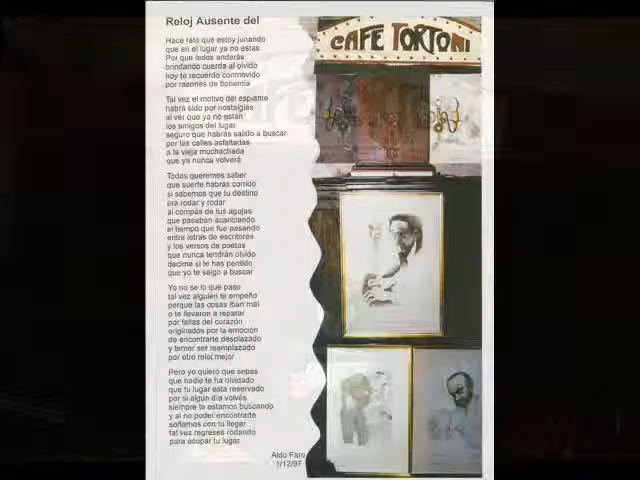 Reloj Ausente del
CAFE TORTONI
Hace rato que estoy junando
que en el lugar ya no estas
Por que lados andarás
brindando cuerda al olvido
hoy te recuerdo conmovido
por razones de bohemia
Tal vez el motivo del espiante
habrá sido por nostalgias
al ver que ya no están
los amigos del lugar
seguro que habrás salido a buscar
por las calles asfaltadas
a la vieja muchachada
que ya nunca volverá
Todos queremos saber
que suerte habrás corrido
si sabemos que tu destino
era rodar y rodar
al compás de tus agujas
que pasaban acariciando
el tiempo que fue pasando
entre letras de escritores
y los versos de poetas
que nunca tendrán olvido
decime si te has perdido
que yo te salgo a buscar
Yo no se lo que paso
tal vez alguien te empeño
porque las cosas iban mal
o te llevaron a reparar
por fallas del corazón
originados por la emoción
de encontrarte desplazado
y temer ser reemplazado
por otro reloj mejor
Pero yo quiero que sepas
que nadie te ha olvidado
que tu lugar esta reservado
por si algún día volvés
siempre te estamos buscando
y al no poder encontrarte
soñamos con tu llegar
tal vez regreses rodando
para ocupar tu lugar
Aldo Faro
1/12/97